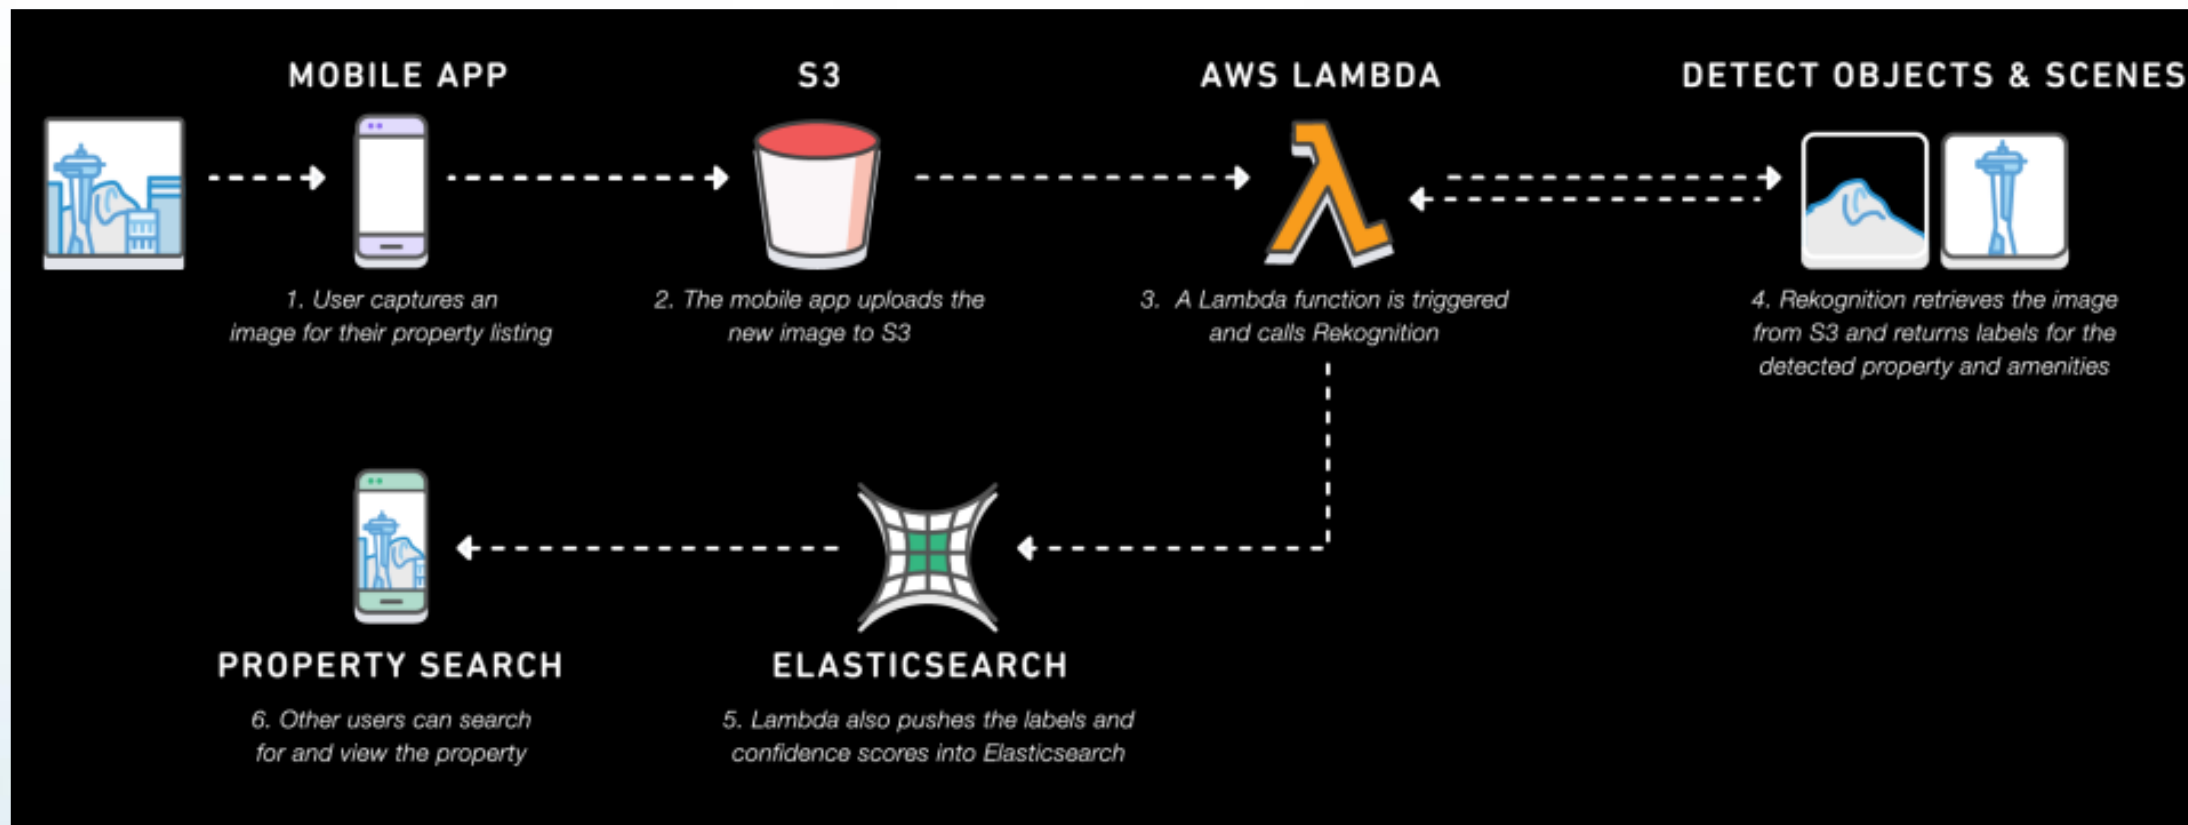 MOBILE APP
S3
AWS LAMBDA
DETECT OBJECTS & SCENES
1. User captures an
image for their property listing
2. The mobile app uploads the
new image to S3
3. A Lambda function is triggered
and calls Rekognition
4. Rekognition retrieves the image
from S3 and returns labels for the
detected property and amenities
PROPERTY SEARCH
6. Other users can search
for and view the property
ELASTICSEARCH
5. Lambda also pushes the labels and
confidence scores into Elasticsearch